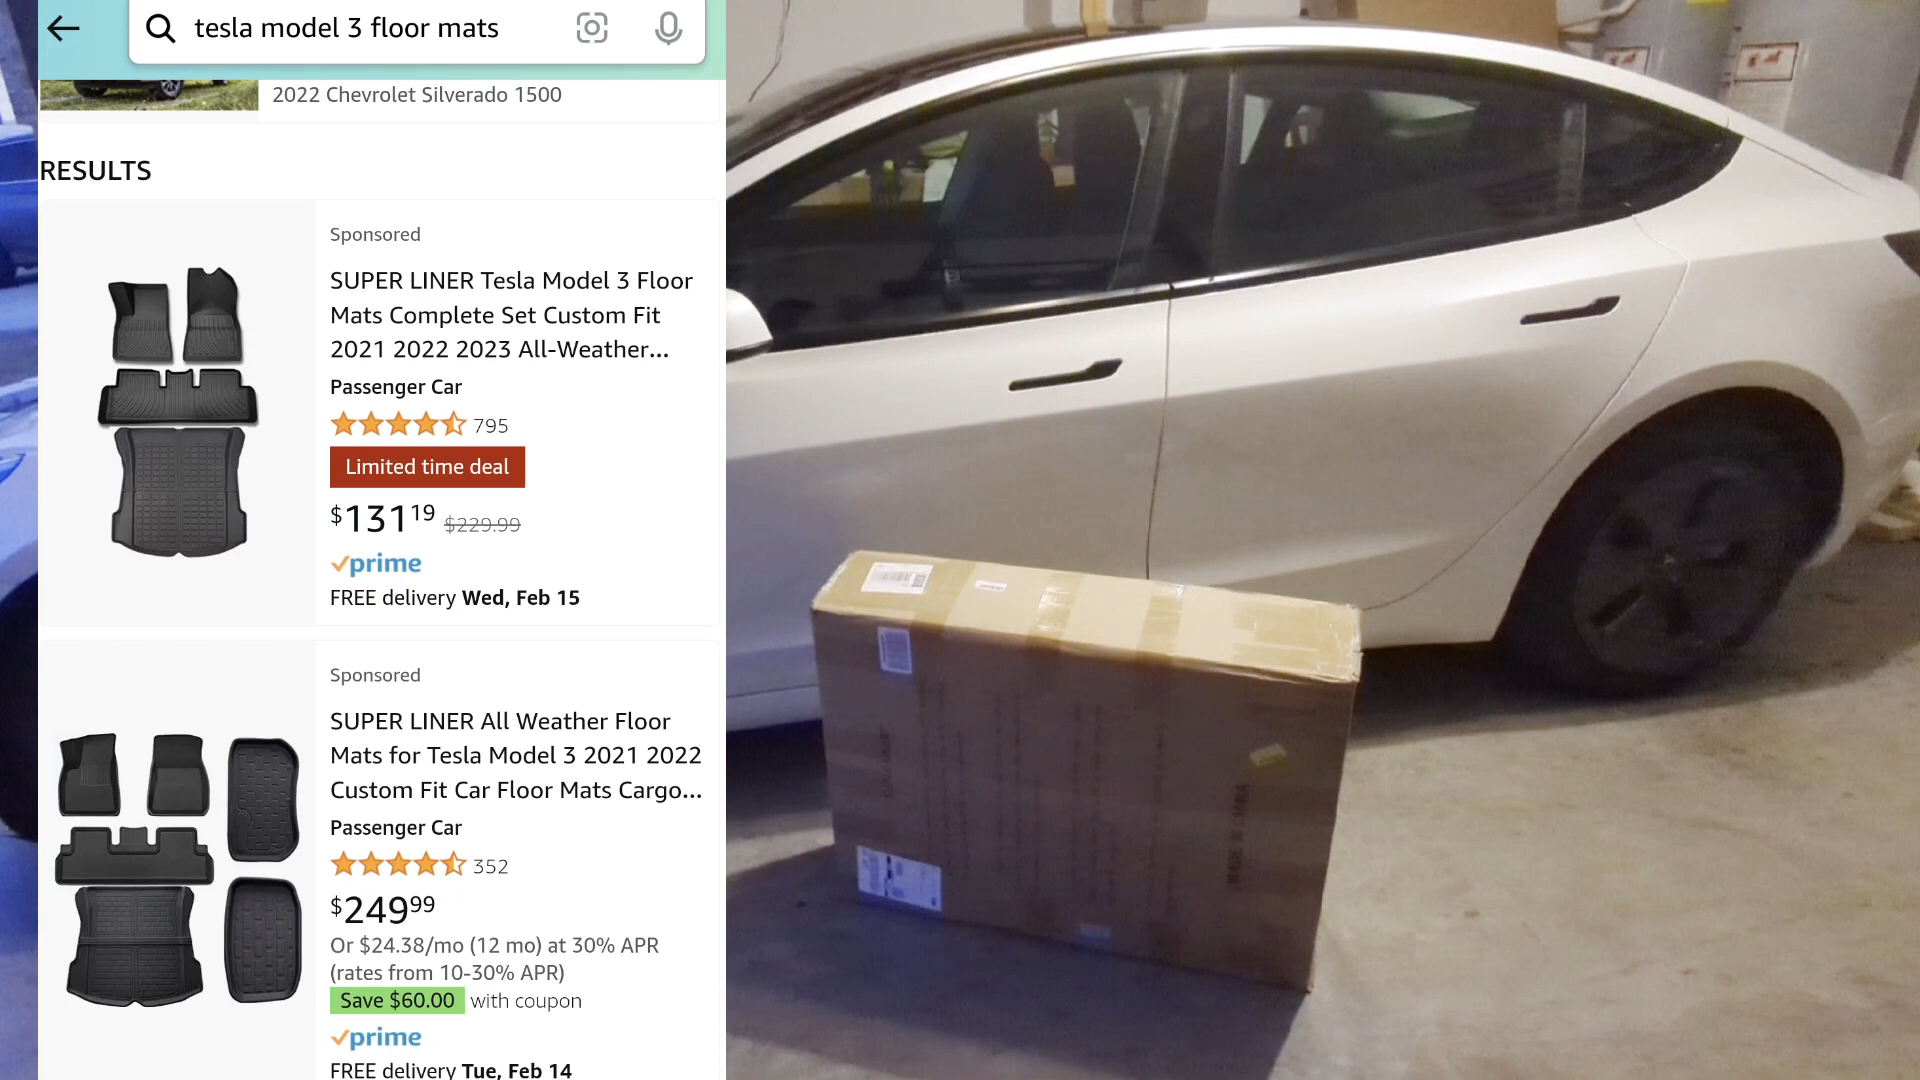 tesla model 3 floor mats
2022 Chevrolet Silverado 1500
RESULTS
Sponsored
SUPER LINER Tesla Model 3 Floor
Mats Complete Set Custom Fit
2021 2022 2023 All-Weather...
Passenger Car
795
Limited time deal
$131 19 $229.99
prime
FREE delivery Wed, Feb 15
Sponsored
SUPER LINER All Weather Floor
Mats for Tesla Model 3 2021 2022
Custom Fit Car Floor Mats Cargo...
Passenger Car
352
$249 99
Or $24.38/mo (12 mo) at 30% APR
(rates from 10-30% APR)
Save $60.00 with coupon
prime
FREE delivery Tue, Feb 14
MADE IN CHINA